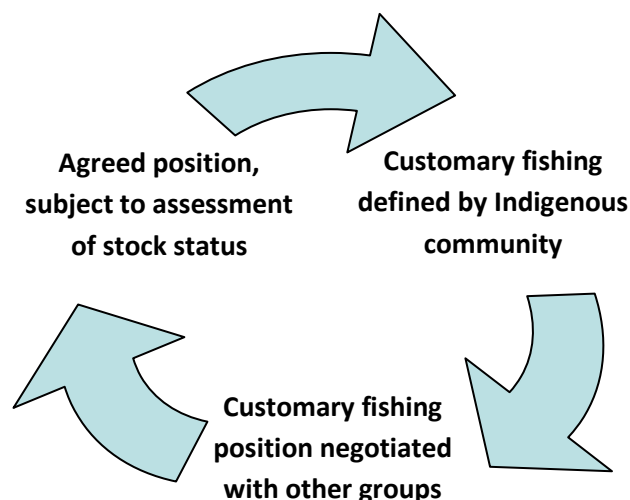 Agreed position,
subject to assessment
of stock status
Customary fishing
defined by Indigenous
community
Customary fishing
position negotiated
with other groups